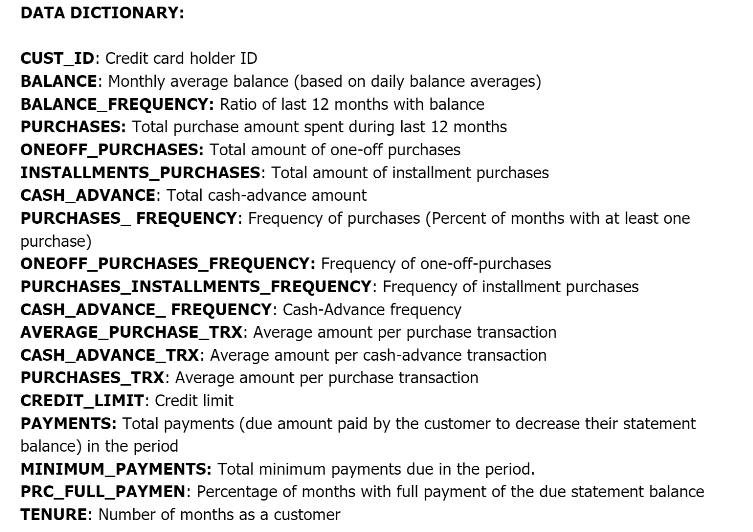 DATA DICTIONARY:
CUST_ID: Credit card holder ID
BALANCE: Monthly average balance (based on daily balance averages)
BALANCE_FREQUENCY: Ratio of last 12 months with balance
PURCHASES: Total purchase amount spent during last 12 months
ONEOFF_PURCHASES: Total amount of one-off purchases
INSTALLMENTS_PURCHASES: Total amount of installment purchases
CASH_ADVANCE: Total cash-advance amount
PURCHASES_ FREQUENCY: Frequency of purchases (Percent of months with at least one
purchase)
ONEOFF_PURCHASES_FREQUENCY: Frequency of one-off-purchases
PURCHASES_INSTALLMENTS_FREQUENCY: Frequency of installment purchases
CASH_ADVANCE_ FREQUENCY: Cash-Advance frequency
AVERAGE_PURCHASE_TRX: Average amount per purchase transaction
CASH_ADVANCE_TRX: Average amount per cash-advance transaction
PURCHASES_TRX: Average amount per purchase transaction
CREDIT_LIMIT: Credit limit
PAYMENTS: Total payments (due amount paid by the customer to decrease their statement
balance) in the period
MINIMUM_PAYMENTS: Total minimum payments due in the period.
PRC_FULL_PAYMEN: Percentage of months with full payment of the due statement balance
TENURE: Number of months as a customer